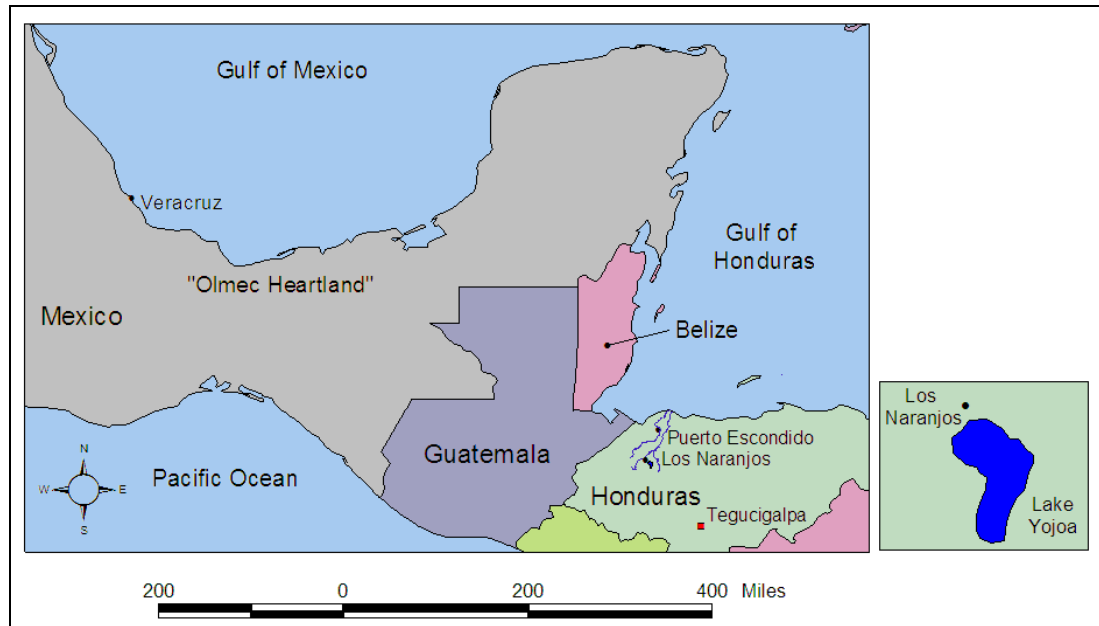 Gulf of Mexico
Veracruz
Gulf of
Honduras
"Olmec Heartland"
Mexico
Belize
Los
Naranjos
Puerto Escondido
Guatemala
Los Naranjos
N
Pacific Ocean
W
E
S
Honduras
Tegucigalpa
Lake
Yojoa
200
0
200
400 Miles